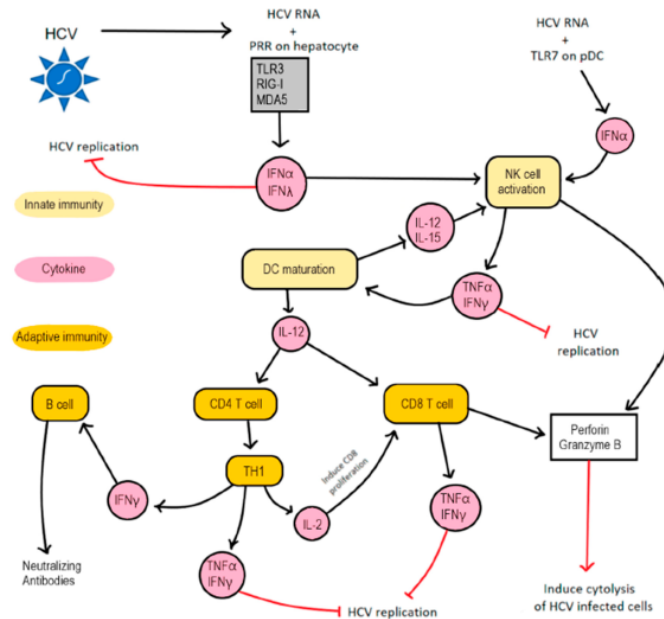 HCV
HCV RNA
+
PRR on hepatocyte
TLR3
RIG-I
MDA5
HCV RNA
+
TLR7 on pDC
IFNα
HCV replication
IFNα
IFNλ
NK cell
activation
Innate immunity
IL-12
IL-15
Cytokine
DC maturation
TNFα
IFNγ
HCV
replication
Adaptive immunity
IL-12
B cell
CD4 T cell
CD8 T cell
Perforin
Granzyme B
TH1
Induce CD8
proliferation
IFNγ
IL-2
TNFα
IFNγ
Neutralizing
Antibodies
TNFα
IFNγ
HCV replication
Induce cytolysis
of HCV infected cells